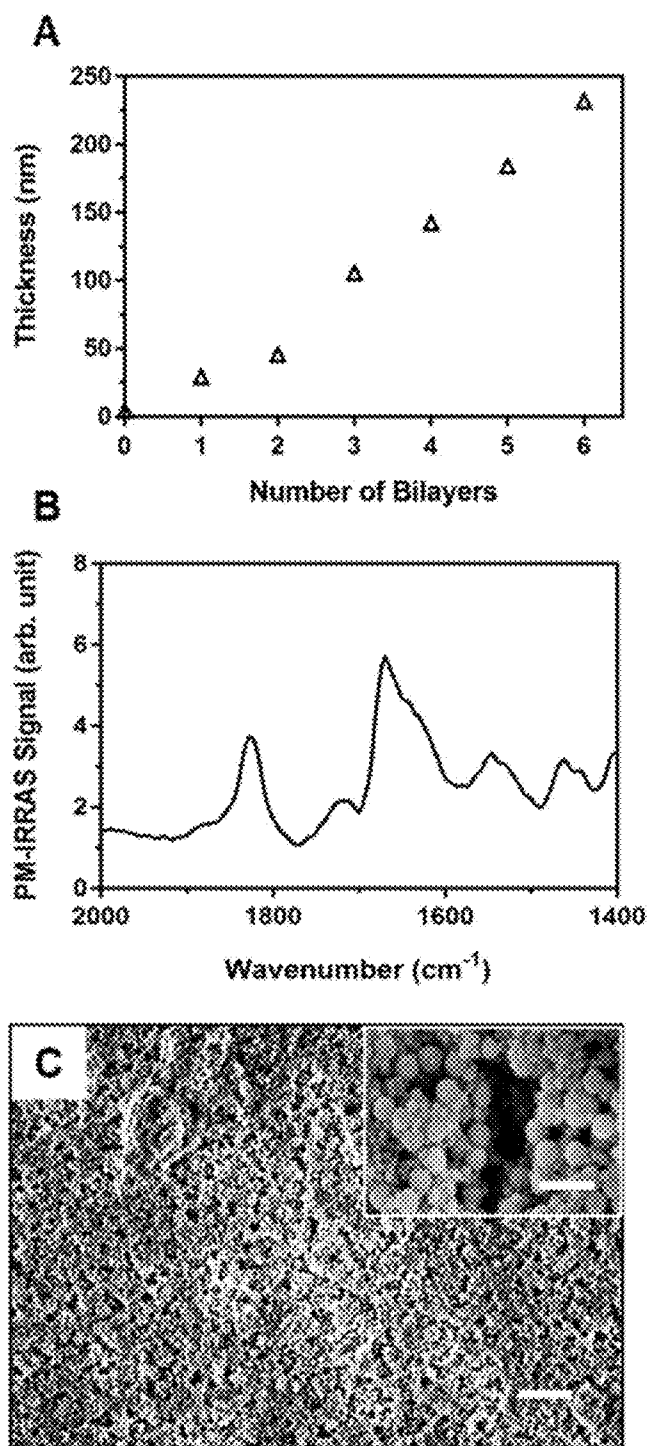 A
250
200
150
100
50
0
Thickness (nm)
0 1 2 3 4 5 6
Number of Bilayers
B
8
6
4
2
0
PM-IRRAS Signal (arb. unit)
2000 1800 1600 1400
Wavenumber (cm⁻¹)
C